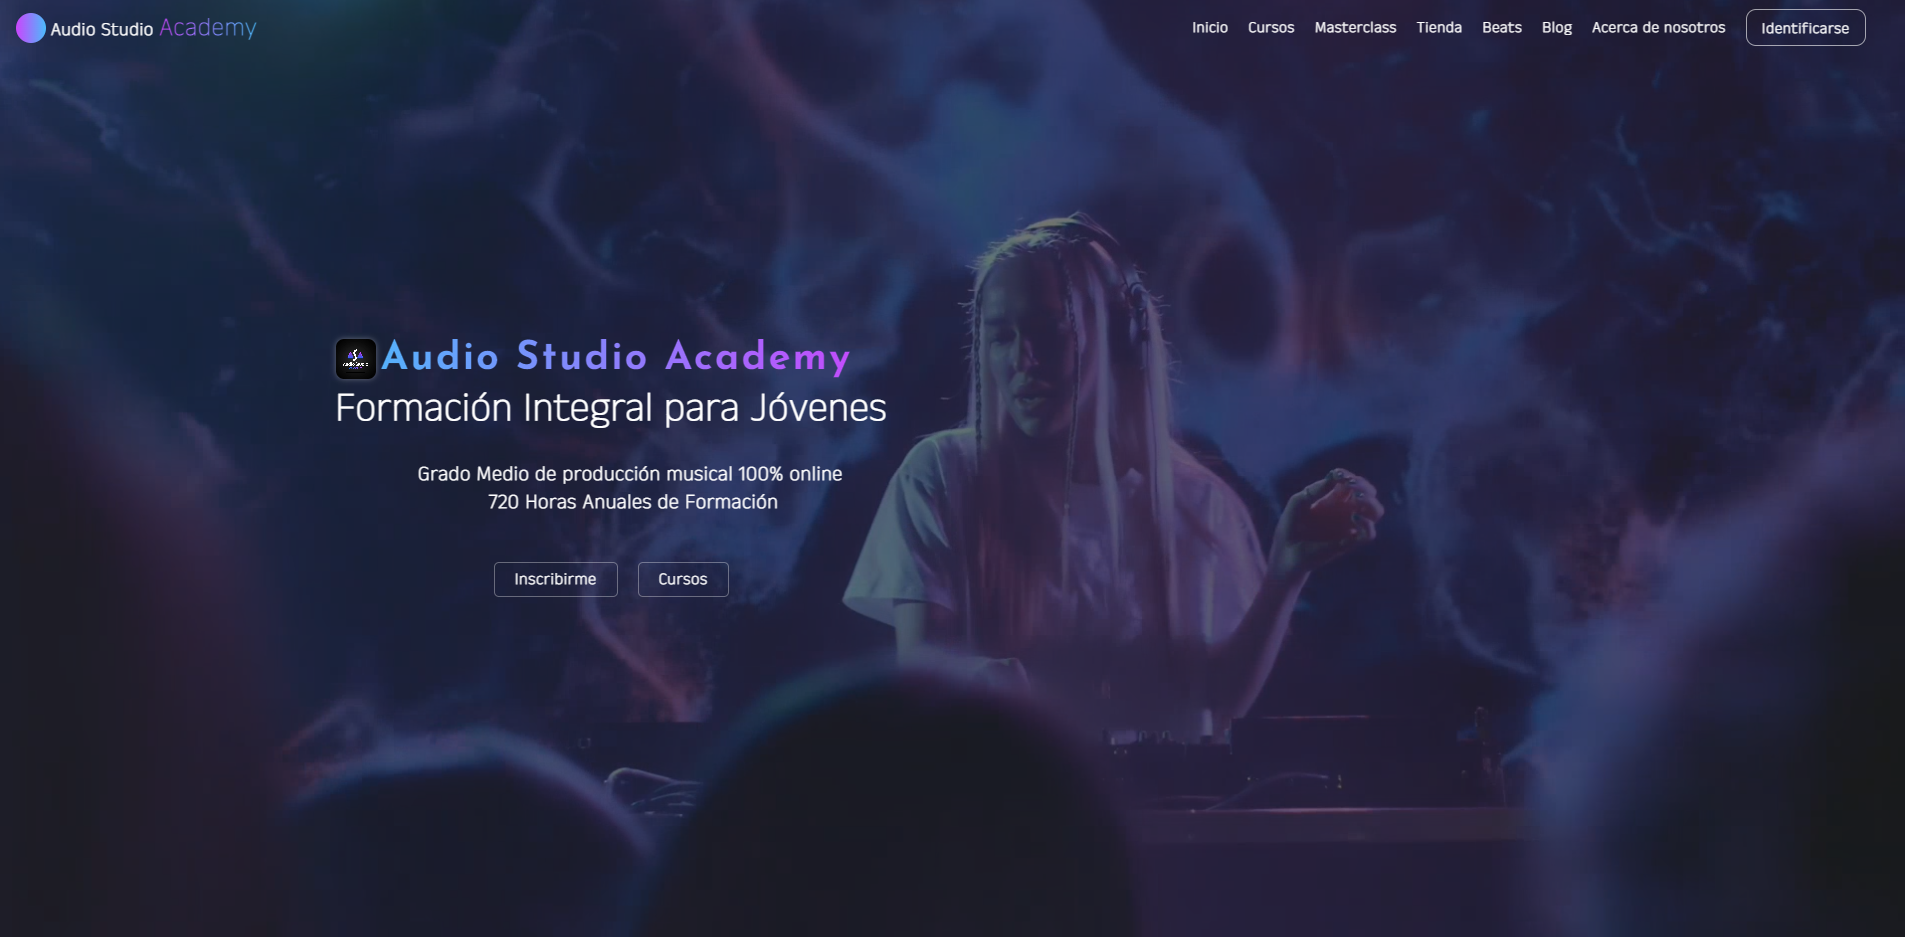 Audio Studio Academy
Inicio Cursos Masterclass Tienda Beats Blog Acerca de nosotros Identificarse
Audio Studio Academy
Formación Integral para Jóvenes
Grado Medio de producción musical 100% online
720 Horas Anuales de Formación
Inscribirme Cursos